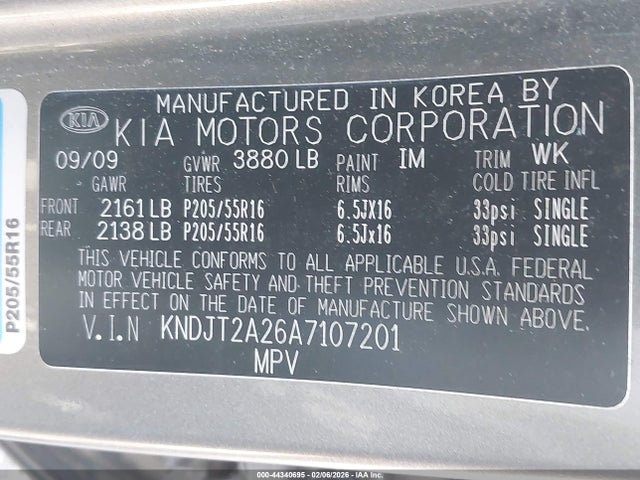 MANUFACTURED IN KOREA BY
KIA KIA MOTORS CORPORATION
09/09 GVWR 3880 LB PAINT IM TRIM WK
GAWR TIRES RIMS COLD TIRE INFL
FRONT 2161 LB P205/55R16 6.5JX16 33psi SINGLE
REAR 2138 LB P205/55R16 6.5Jx16 33psi SINGLE
THIS VEHICLE CONFORMS TO ALL APPLICABLE U.S.A. FEDERAL
MOTOR VEHICLE SAFETY AND THEFT PREVENTION STANDARDS
IN EFFECT ON THE DATE OF MANUFACTURE SHOWN ABOVE.
V.I.N KNDJT2A26A7107201
MPV
P205/55R16
000-44340695 - 02/06/2026 - IAA Inc.